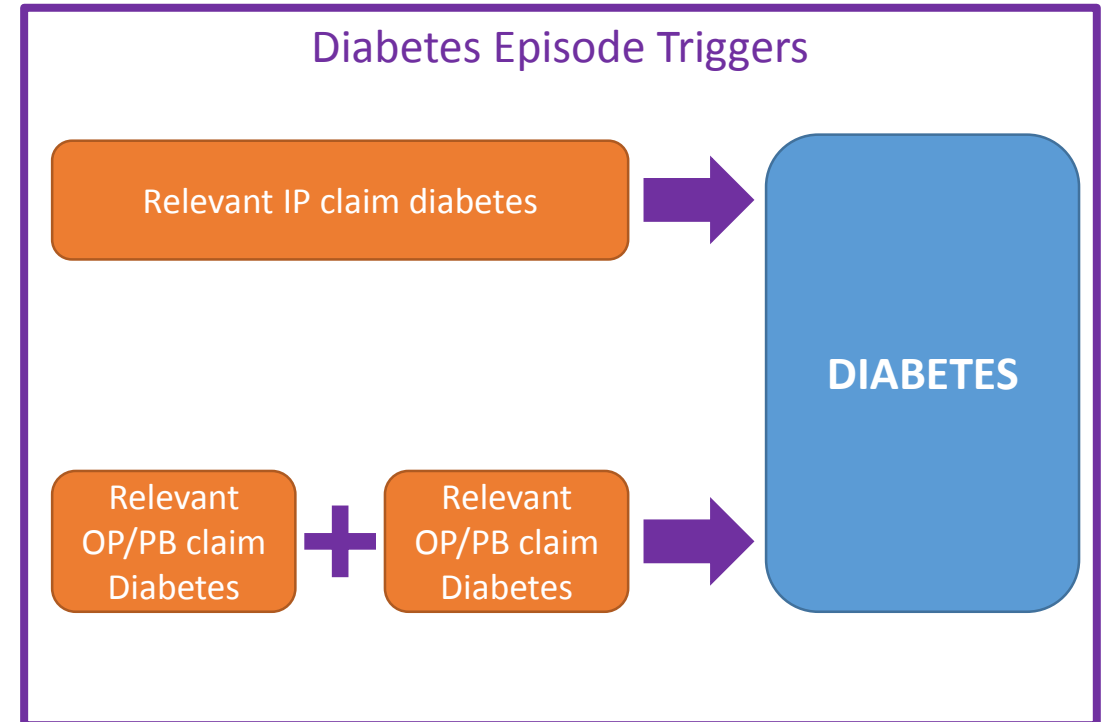 Diabetes Episode Triggers
Relevant IP claim diabetes
DIABETES
Relevant
OP/PB claim
Diabetes
Relevant
OP/PB claim
Diabetes